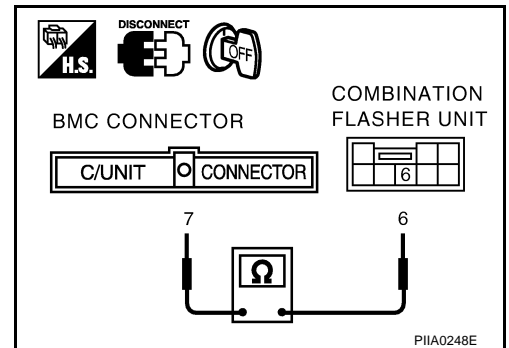 DISCONNECT
H.S.
OFF
COMBINATION
FLASHER UNIT
BMC CONNECTOR
C/UNIT
CONNECTOR
6
7
6
Ω
PIIA0248E